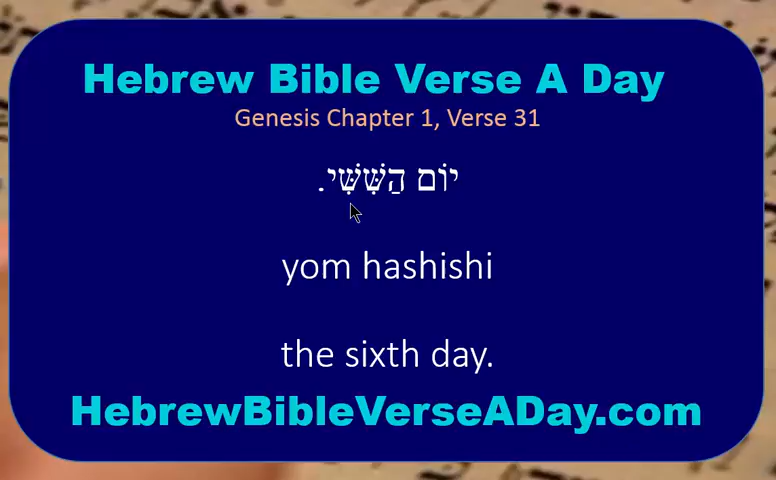 Hebrew Bible Verse A Day
Genesis Chapter 1, Verse 31
יוֹם הַשִּׁשִּׁי.
yom hashishi
the sixth day.
HebrewBibleVerseADay.com